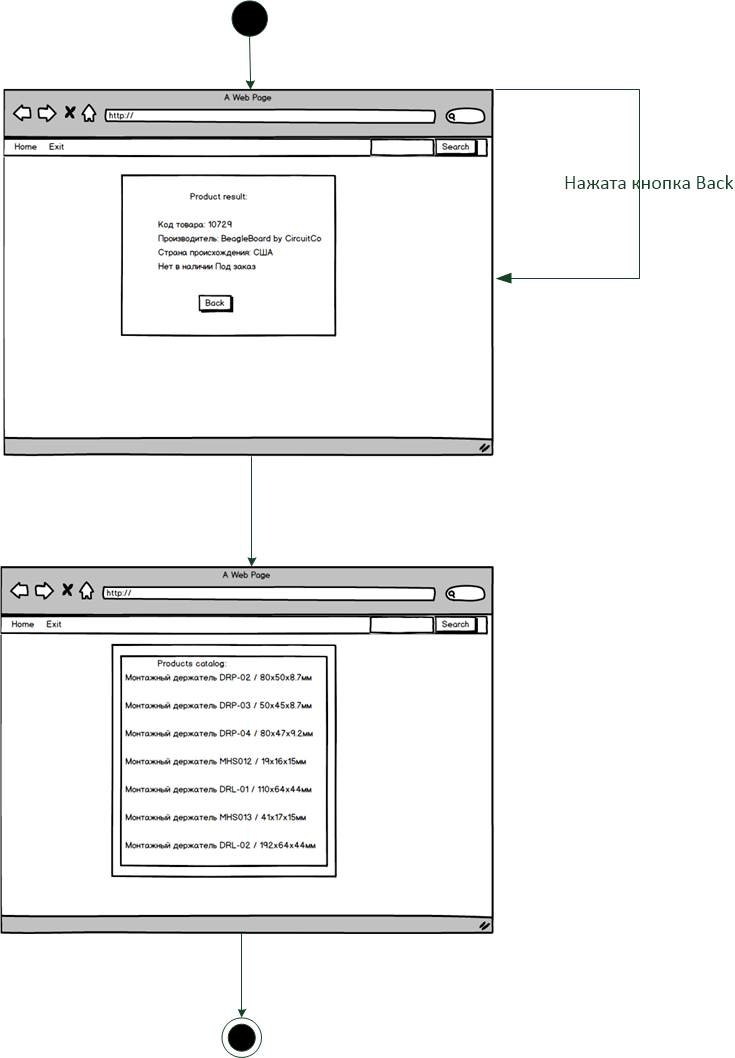 A Web Page
http://
Home Exit Search
Нажата кнопка Back
Product result:
Код товара: 10729
Производитель: BeagleBoard by CircuitCo
Страна происхождения: США
Нет в наличии Под заказ
Back
A Web Page
http://
Home Exit Search
Products catalog:
Монтажный держатель DRP-02 / 80x50x8.7мм
Монтажный держатель DRP-03 / 50x45x8.7мм
Монтажный держатель DRP-04 / 80x47x9.2мм
Монтажный держатель MHS012 / 19x16x15мм
Монтажный держатель DRL-01 / 110x64x44мм
Монтажный держатель MHS013 / 41x17x15мм
Монтажный держатель DRL-02 / 192x64x44мм